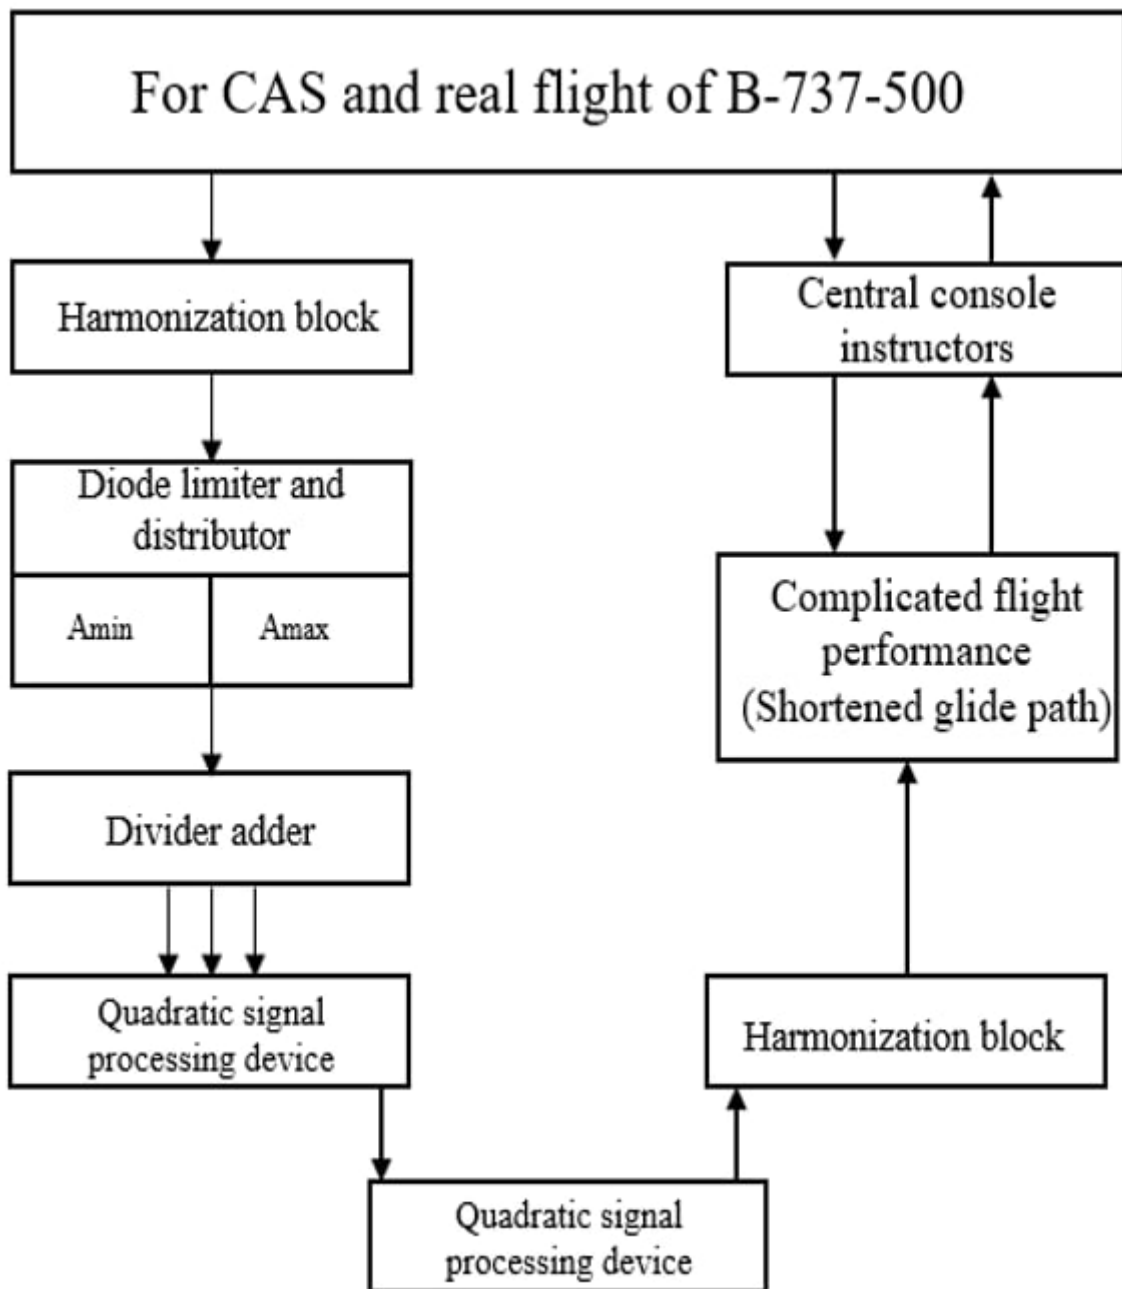 For CAS and real flight of B-737-500
Harmonization block
Central console
instructors
Diode limiter and
distributor
Amin
Amax
Complicated flight
performance
(Shortened glide path)
Divider adder
Quadratic signal
processing device
Harmonization block
Quadratic signal
processing device